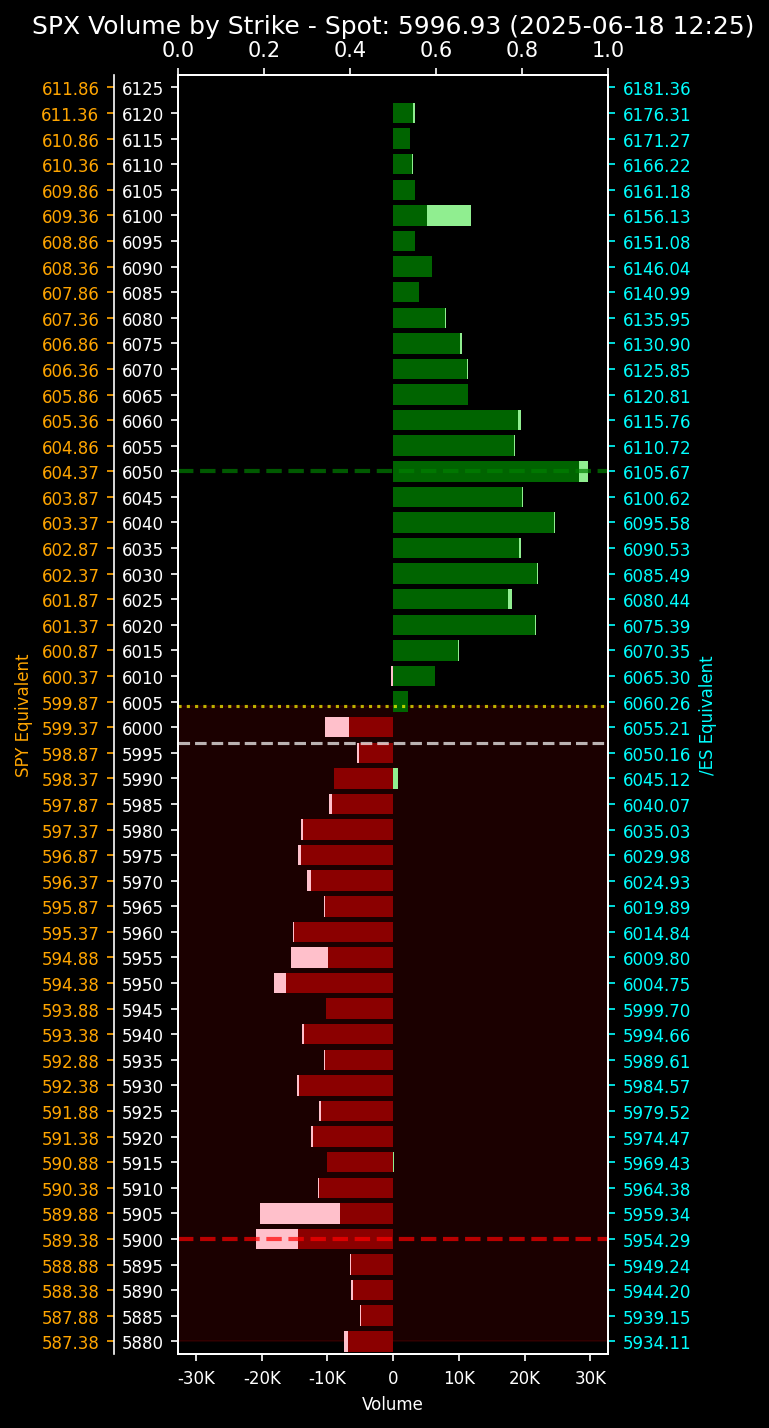 SPX Volume by Strike - Spot: 5996.93 (2025-06-18 12:25)
0.0 0.2 0.4 0.6 0.8 1.0
611.86 6125 6181.36
611.36 6120 6176.31
610.86 6115 6171.27
610.36 6110 6166.22
609.86 6105 6161.18
609.36 6100 6156.13
608.86 6095 6151.08
608.36 6090 6146.04
607.86 6085 6140.99
607.36 6080 6135.95
606.86 6075 6130.90
606.36 6070 6125.85
605.86 6065 6120.81
605.36 6060 6115.76
604.86 6055 6110.72
604.37 6050 6105.67
603.87 6045 6100.62
603.37 6040 6095.58
602.87 6035 6090.53
602.37 6030 6085.49
601.87 6025 6080.44
601.37 6020 6075.39
600.87 6015 6070.35
600.37 6010 6065.30
599.87 6005 6060.26
599.37 6000 6055.21
598.87 5995 6050.16
598.37 5990 6045.12
597.87 5985 6040.07
597.37 5980 6035.03
596.87 5975 6029.98
596.37 5970 6024.93
595.87 5965 6019.89
595.37 5960 6014.84
594.88 5955 6009.80
594.38 5950 6004.75
593.88 5945 5999.70
593.38 5940 5994.66
592.88 5935 5989.61
592.38 5930 5984.57
591.88 5925 5979.52
591.38 5920 5974.47
590.88 5915 5969.43
590.38 5910 5964.38
589.88 5905 5959.34
589.38 5900 5954.29
588.88 5895 5949.24
588.38 5890 5944.20
587.88 5885 5939.15
587.38 5880 5934.11
SPY Equivalent
/ES Equivalent
-30K -20K -10K 0 10K 20K 30K
Volume